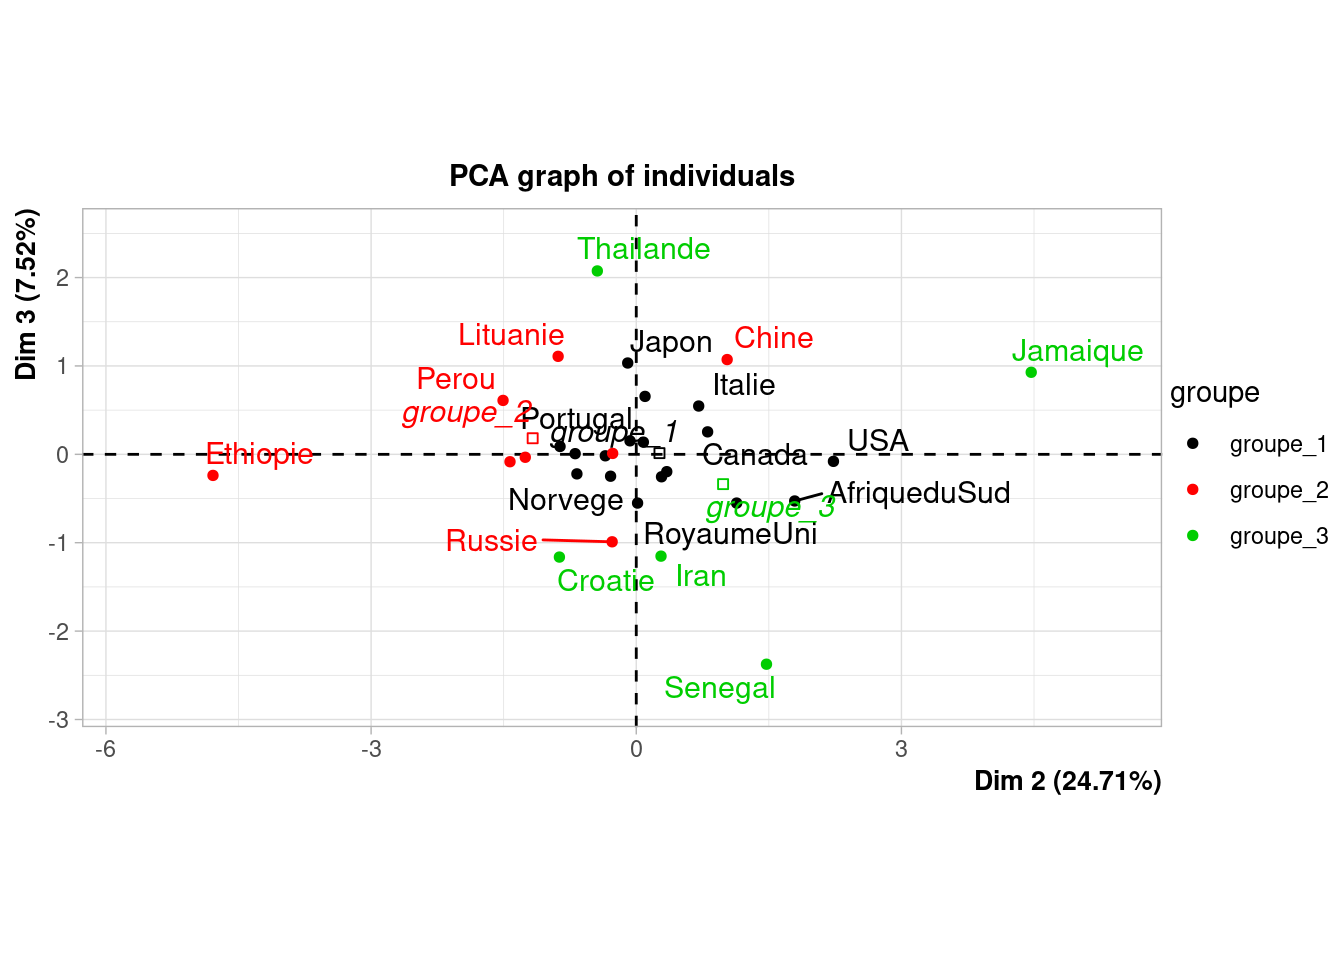 PCA graph of individuals
Dim 3 (7.52%)
2
1
0
-1
-2
-3
Thailande
Lituanie
Japon
Chine
Jamaique
Perou
Italie
groupe_2
Portugal
groupe_1
Ethiopie
Canada
USA
Norvege
AfriqueduSud
groupe_3
Russie
RoyaumeUni
Croatie
Iran
Senegal
-6
-3
0
3
Dim 2 (24.71%)
groupe
groupe_1
groupe_2
groupe_3